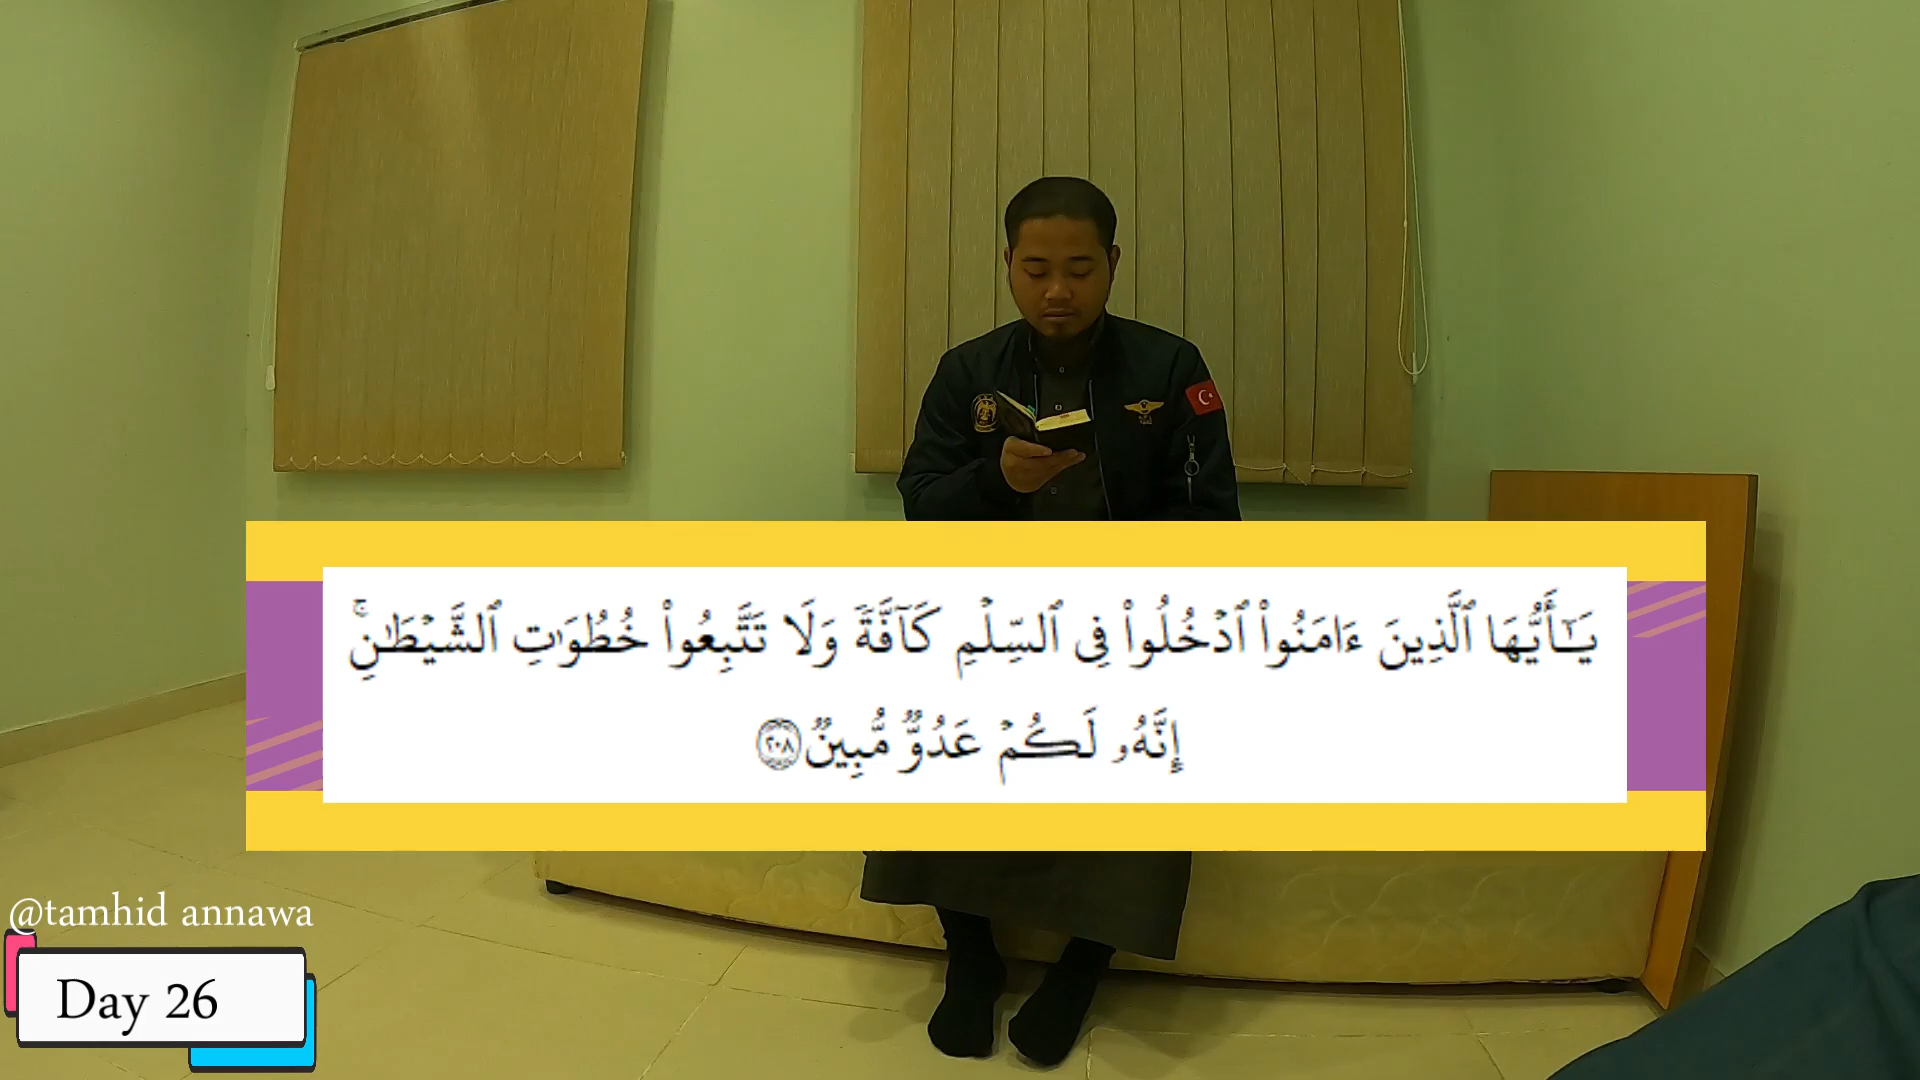 يَـٰٓأَيُّهَا ٱلَّذِينَ ءَامَنُوا۟ ٱدْخُلُوا۟ فِى ٱلسِّلْمِ كَآفَّةً وَلَا تَتَّبِعُوا۟ خُطُوَٰتِ ٱلشَّيْطَـٰنِ ۚ
إِنَّهُۥ لَكُمْ عَدُوٌّ مُّبِينٌ ٢٠٨
@tamhid annawa
Day 26